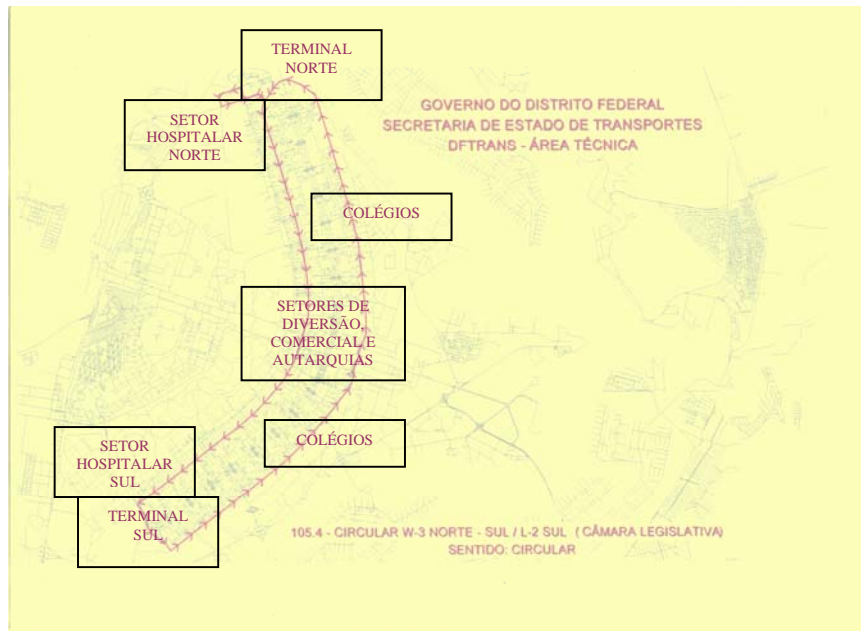 TERMINAL
NORTE
GOVERNO DO DISTRITO FEDERAL
SECRETARIA DE ESTADO DE TRANSPORTES
DFTRANS - ÁREA TÉCNICA
SETOR
HOSPITALAR
NORTE
COLÉGIOS
SETORES DE
DIVERSÃO,
COMERCIAL E
AUTARQUIAS
COLÉGIOS
SETOR
HOSPITALAR
SUL
TERMINAL
SUL
105.4 - CIRCULAR W-3 NORTE - SUL / L-2 SUL ( CÂMARA LEGISLATIVA)
SENTIDO: CIRCULAR